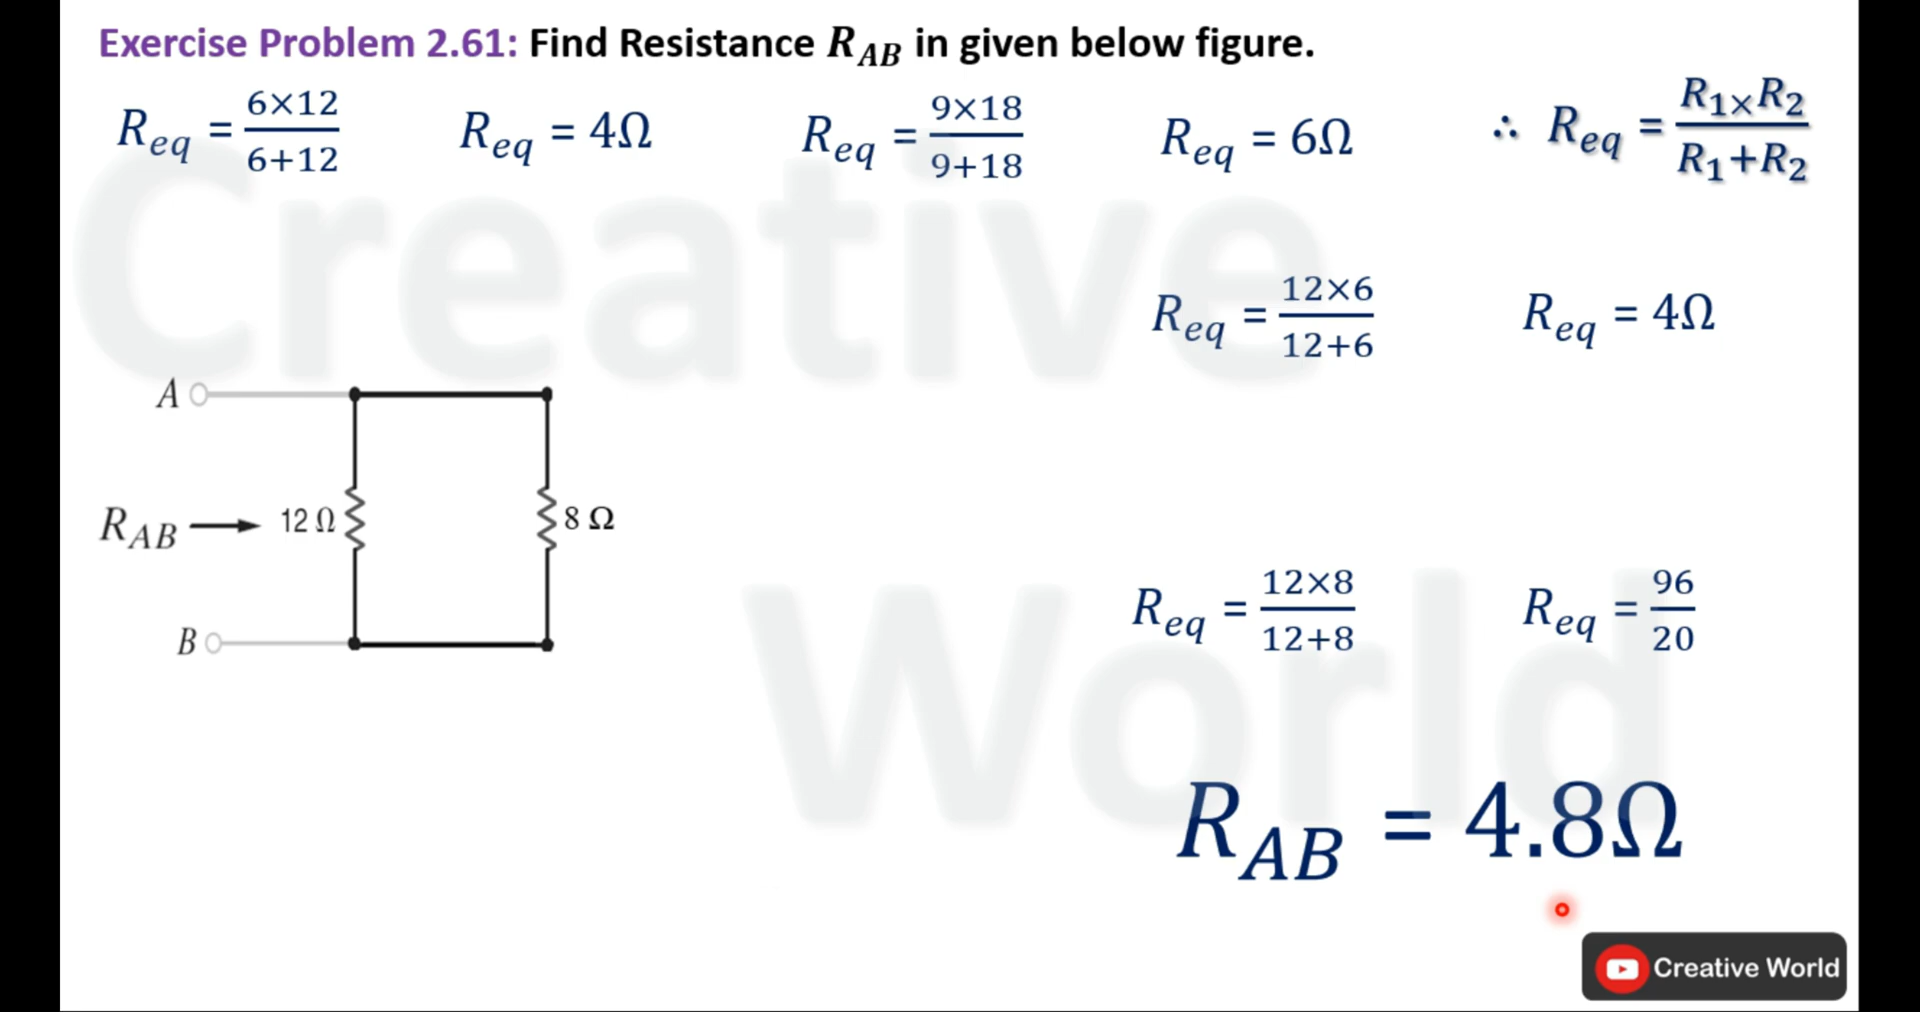 Exercise Problem 2.61: Find Resistance R_AB in given below figure.
R_eq = (6×12)/(6+12)    R_eq = 4Ω    R_eq = (9×18)/(9+18)    R_eq = 6Ω    ∴ R_eq = (R₁×R₂)/(R₁+R₂)
R_eq = (12×6)/(12+6)    R_eq = 4Ω
A
R_AB 12 Ω 8 Ω
B
R_eq = (12×8)/(12+8)    R_eq = 96/20
R_AB = 4.8Ω
Creative
World
Creative World